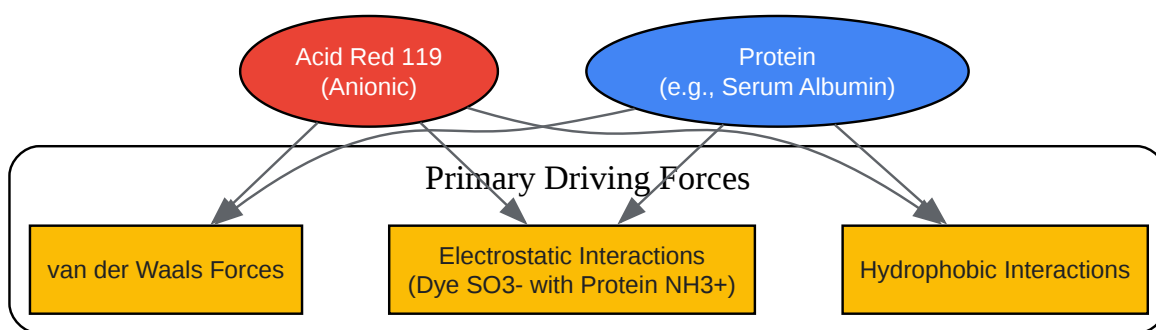 Acid Red 119
(Anionic)
Protein
(e.g., Serum Albumin)
Primary Driving Forces
van der Waals Forces
Electrostatic Interactions
(Dye SO3- with Protein NH3+)
Hydrophobic Interactions